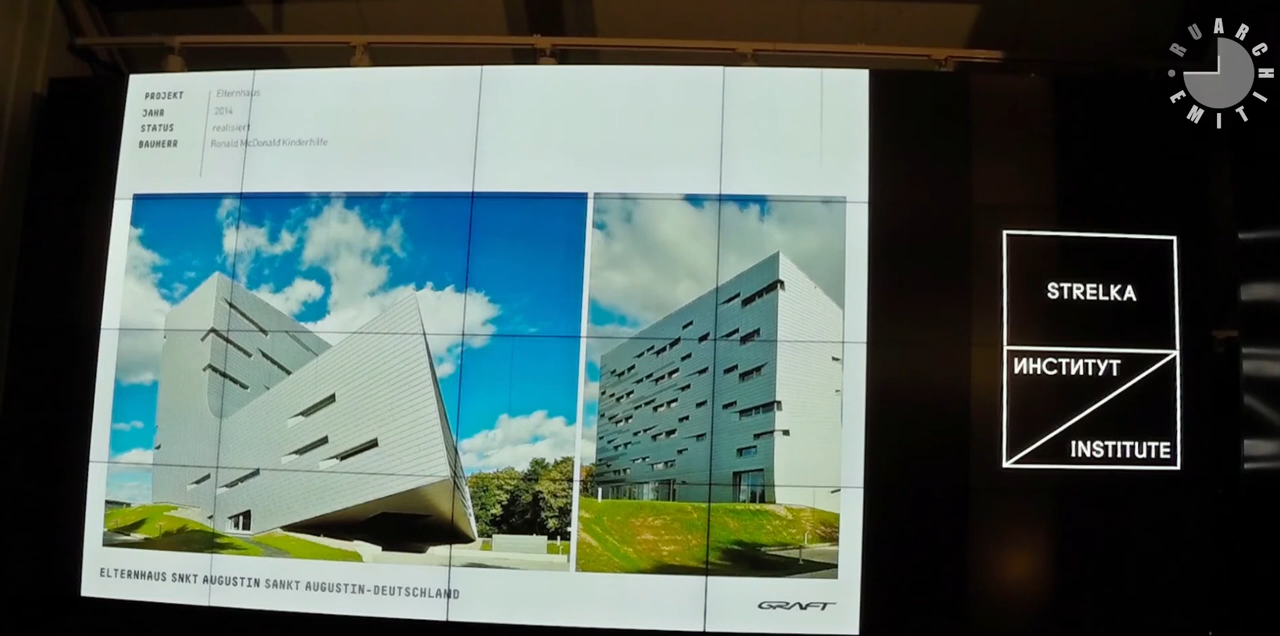 PROJEKT Elternhaus
JAHR 2014
STATUS realisiert
BAUHERR Ronald McDonald Kinderhilfe
ELTERNHAUS SNKT AUGUSTIN SANKT AUGUSTIN-DEUTSCHLAND
GRAFT
RUARCH
TIME
STRELKA
ИНСТИТУТ
INSTITUTE